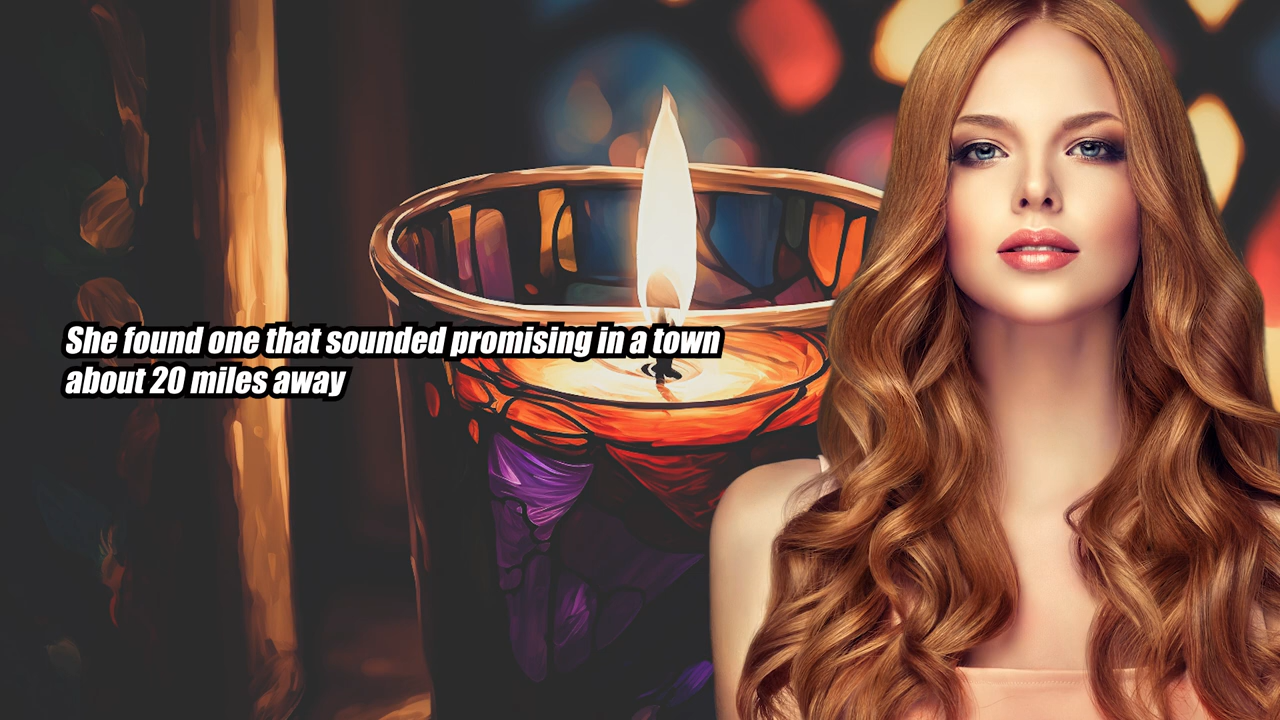 She found one that sounded promising in a town
about 20 miles away